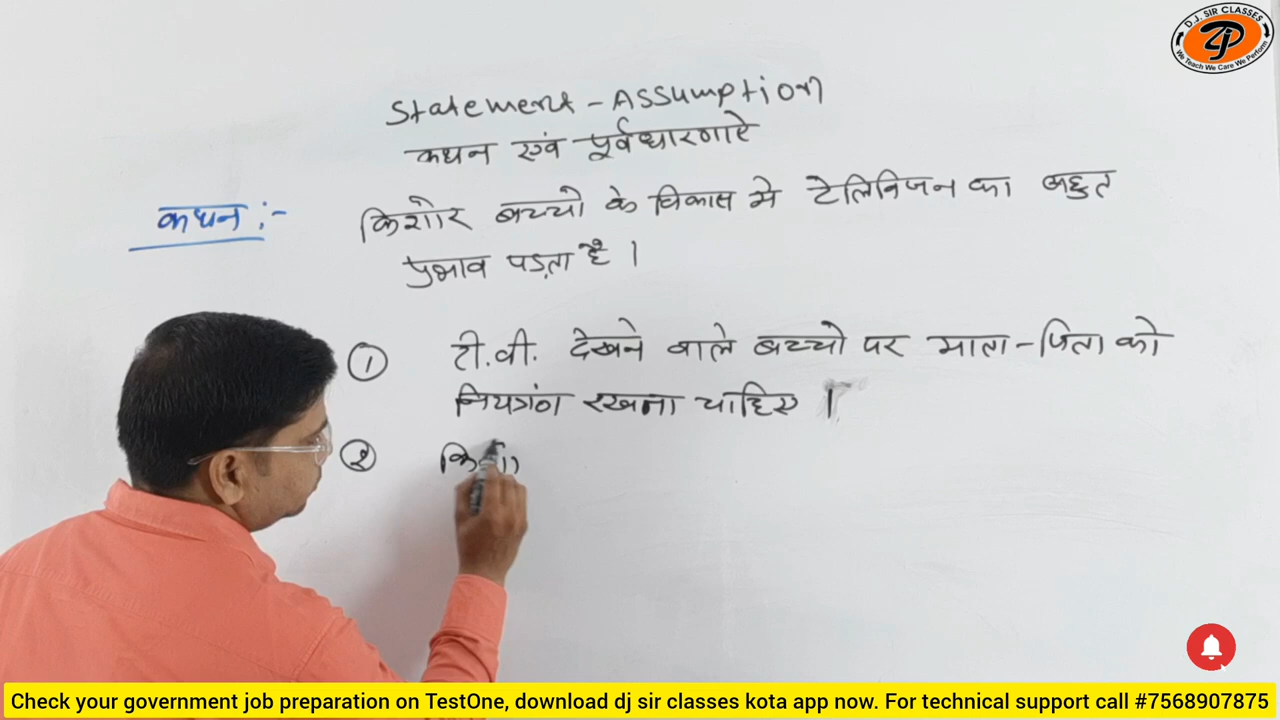 D.J. SIR CLASSES
We Teach We Care We Perform
Statement - Assumption
कथन एवं पूर्वधारणाऐ
कथन :- किशोर बच्चो के विकास मे टेलिविजन का बहुत
प्रभाव पड़ता है ।
① टी.वी. देखने वाले बच्चो पर माता - पिता को
नियत्रंण रखना चाहिए ।
②
Check your government job preparation on TestOne, download dj sir classes kota app now. For technical support call #7568907875